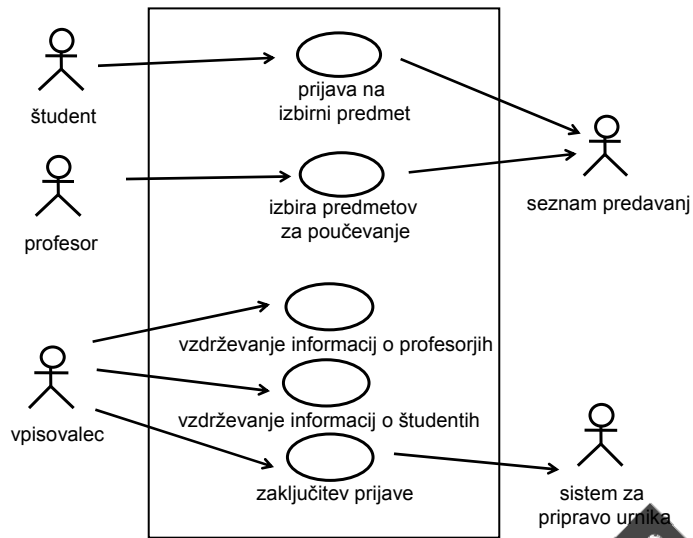 prijava na
izbirni predmet
študent
izbira predmetov
za poučevanje
seznam predavanj
profesor
vzdrževanje informacij o profesorjih
vzdrževanje informacij o študentih
vpisovalec
zaključitev prijave
sistem za
pripravo urnika